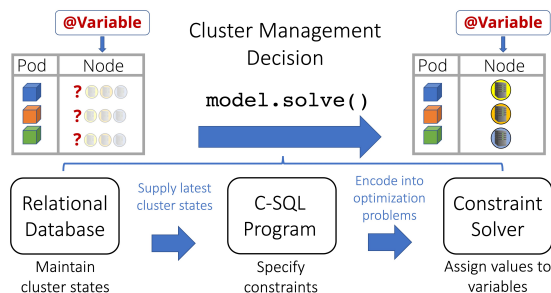 @Variable
Cluster Management
Decision
@Variable
Pod
Node
Pod
Node
?
?
?
model.solve()
Relational
Database
Supply latest
cluster states
C-SQL
Program
Encode into
optimization
problems
Constraint
Solver
Maintain
cluster states
Specify
constraints
Assign values to
variables